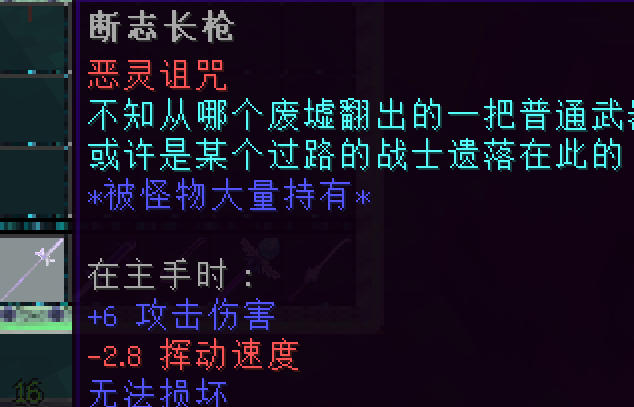 断志长枪
恶灵诅咒
不知从哪个废墟翻出的一把普通武器
或许是某个过路的战士遗落在此的
*被怪物大量持有*
在主手时：
+6 攻击伤害
-2.8 挥动速度
无法损坏
16